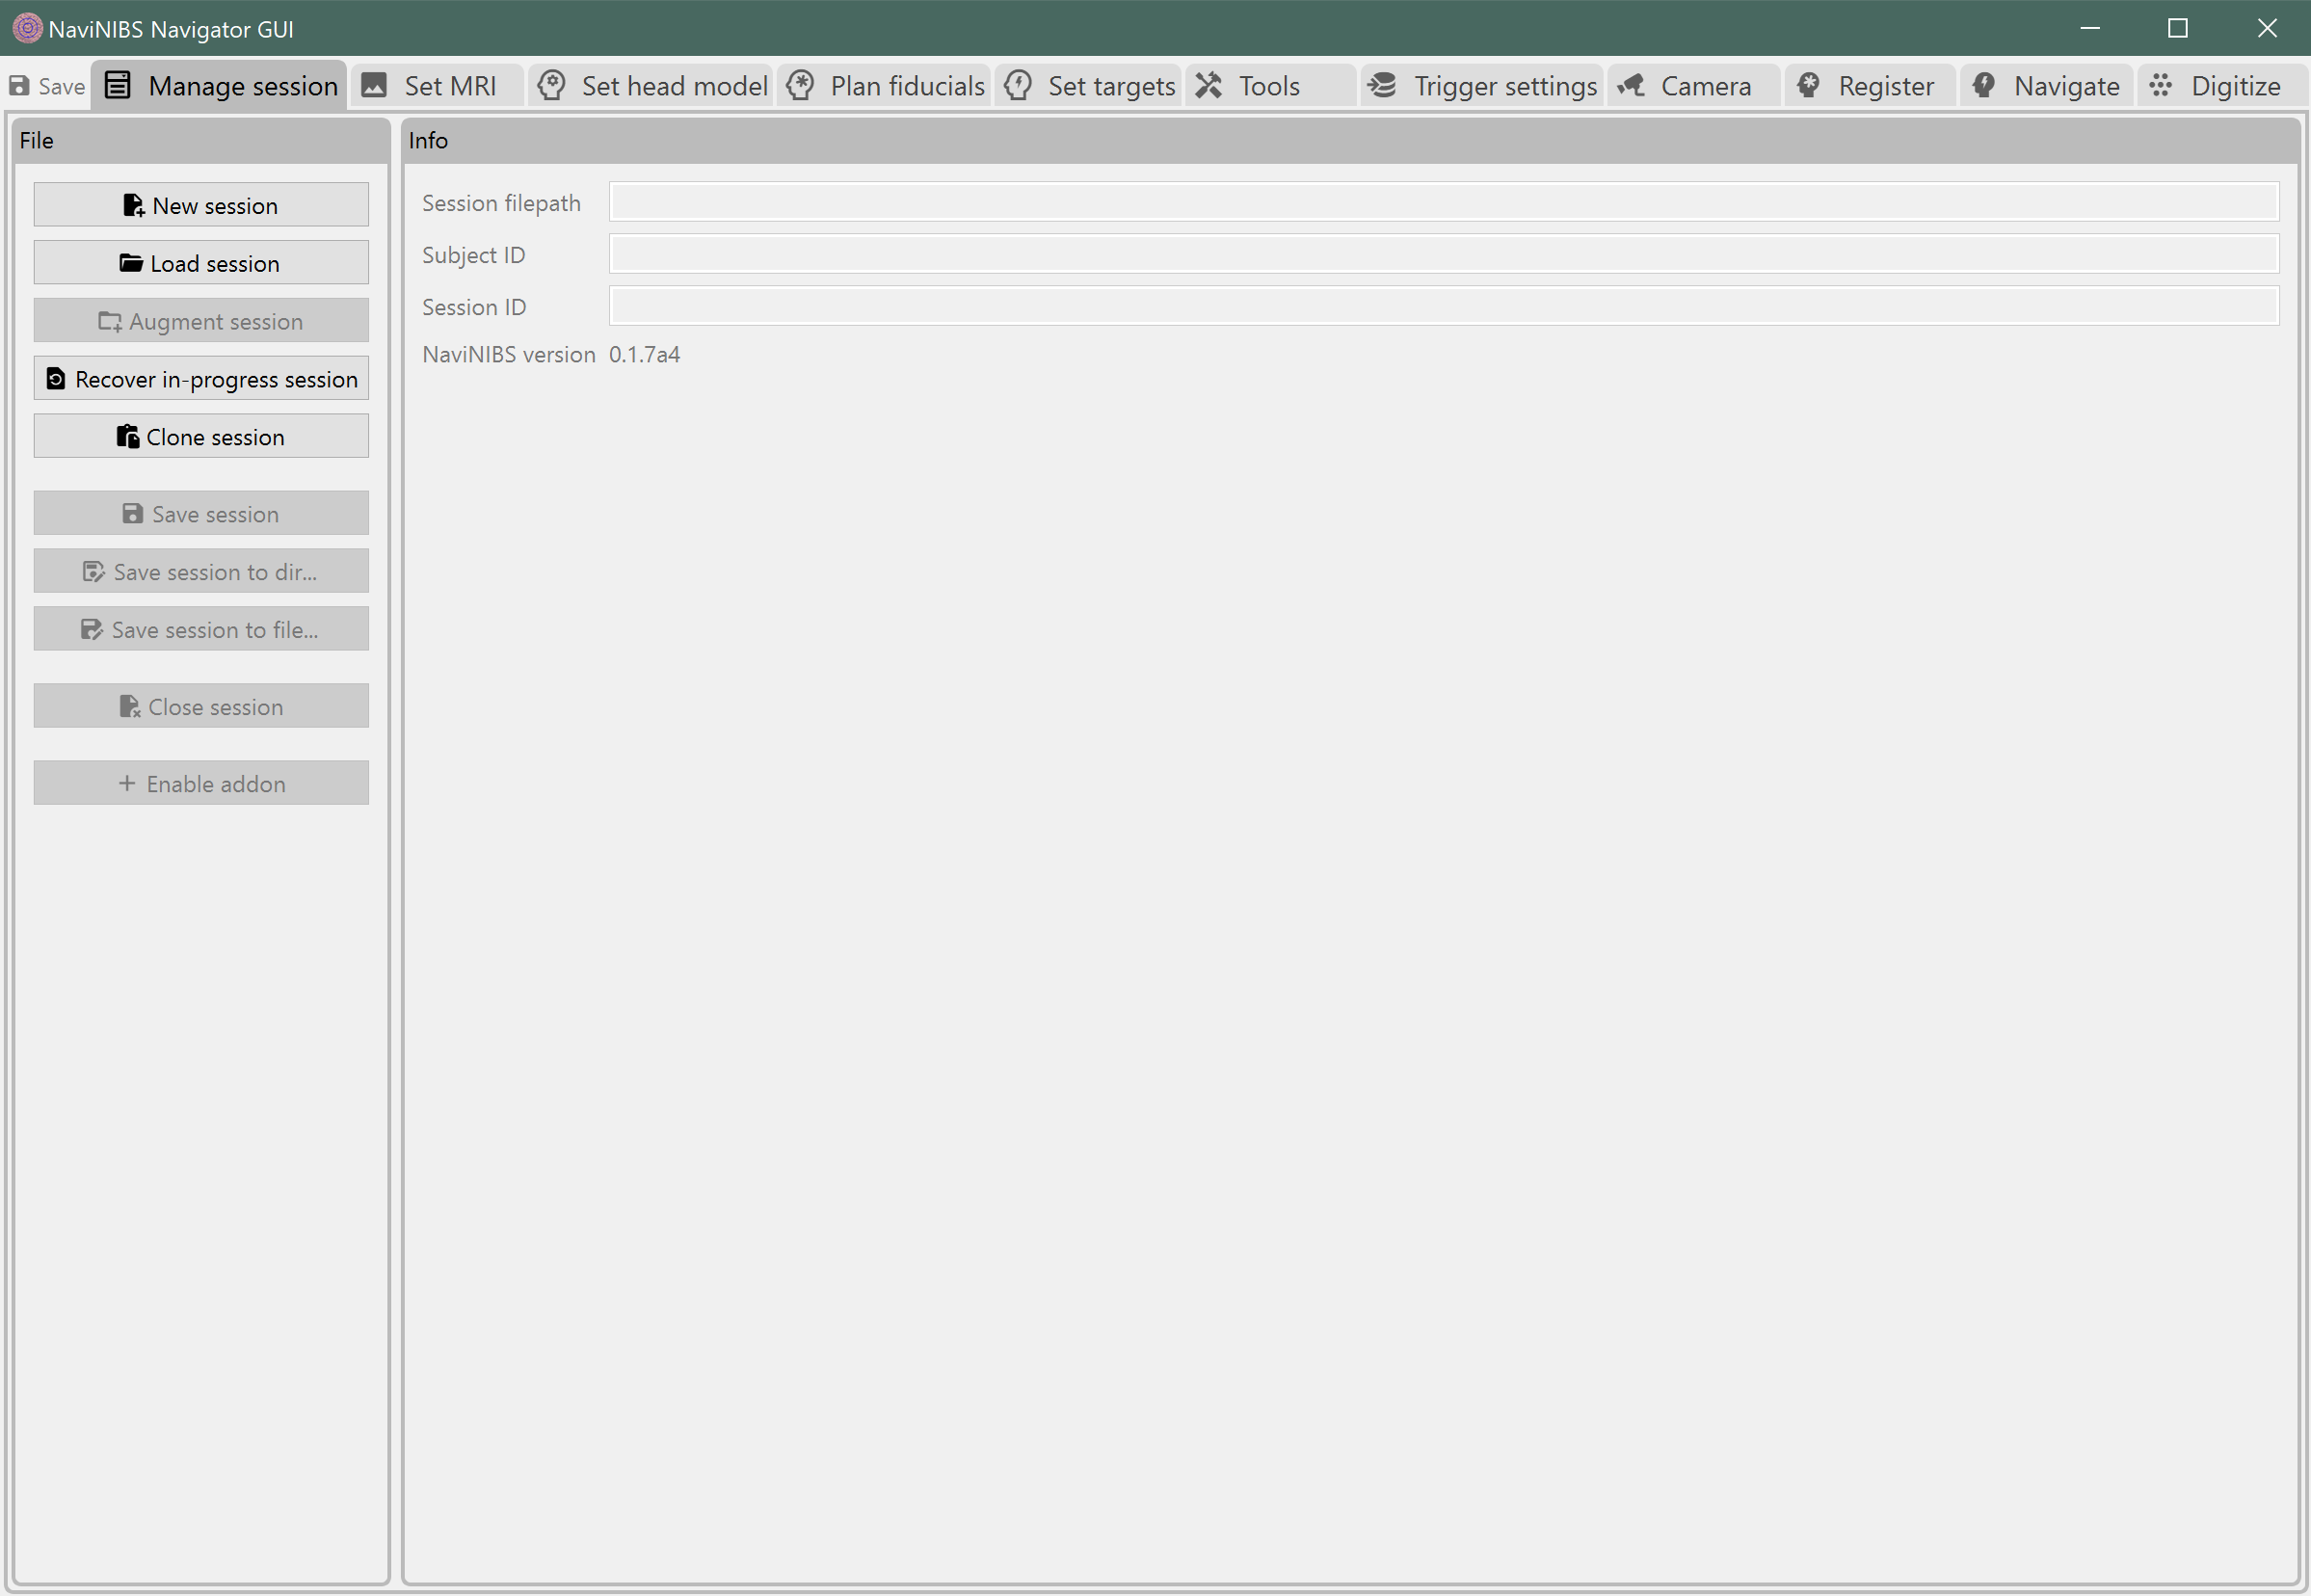 NaviNIBS Navigator GUI
Save Manage session Set MRI Set head model Plan fiducials Set targets Tools Trigger settings Camera Register Navigate Digitize
File
New session
Load session
Augment session
Recover in-progress session
Clone session
Save session
Save session to dir...
Save session to file...
Close session
Enable addon
Info
Session filepath
Subject ID
Session ID
NaviNIBS version 0.1.7a4